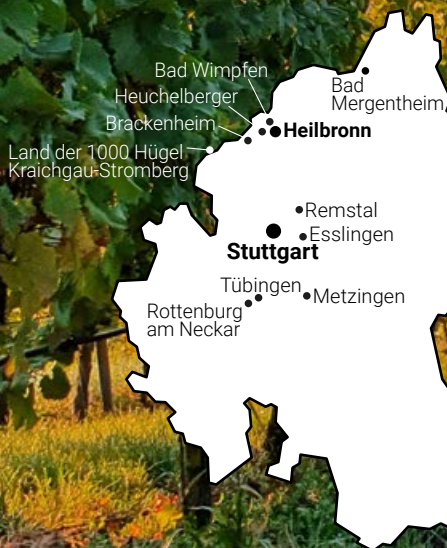 Bad Wimpfen
Heuchelberger
Brackenheim
Land der 1000 Hügel
Kraichgau-Stromberg
Bad
Mergentheim
Heilbronn
Remstal
Esslingen
Stuttgart
Tübingen
Metzingen
Rottenburg
am Neckar